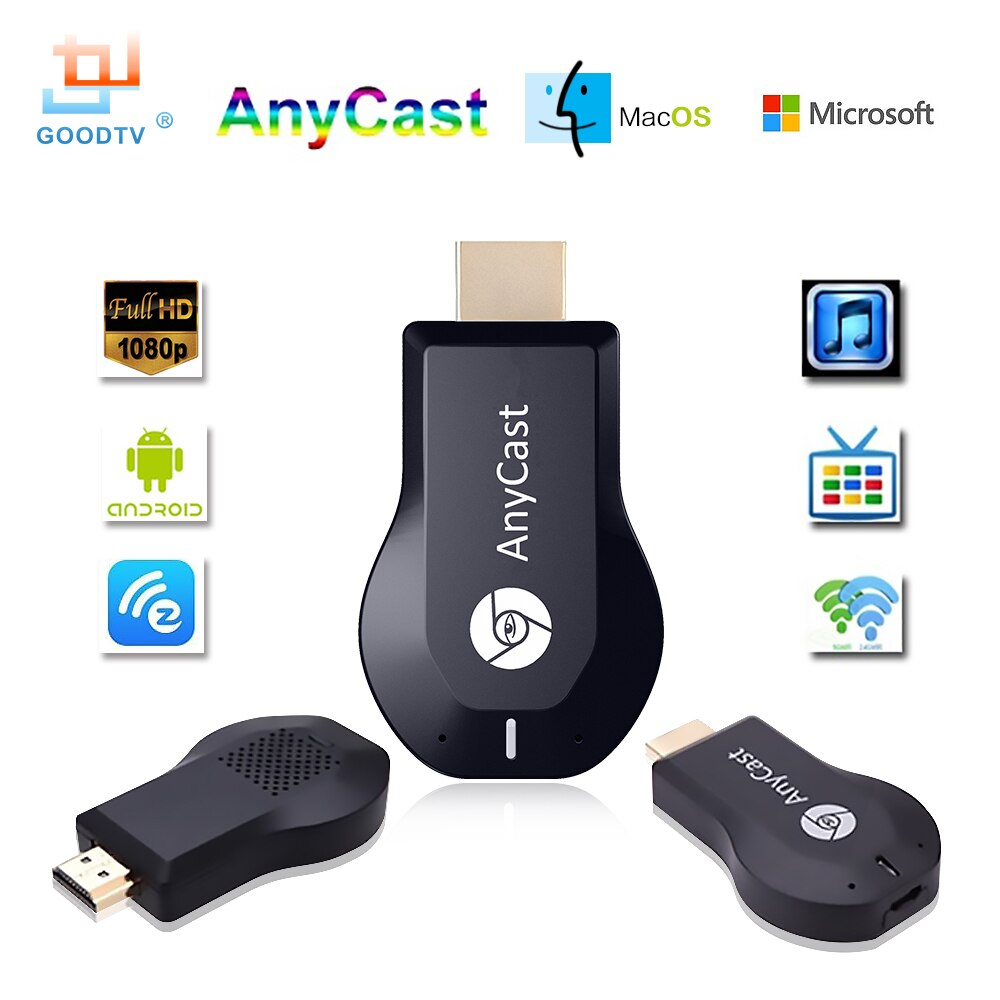 GOODTV ®
AnyCast
MacOS
Microsoft
Full HD
1080p
ANDROID
z
AnyCast
AnyCast